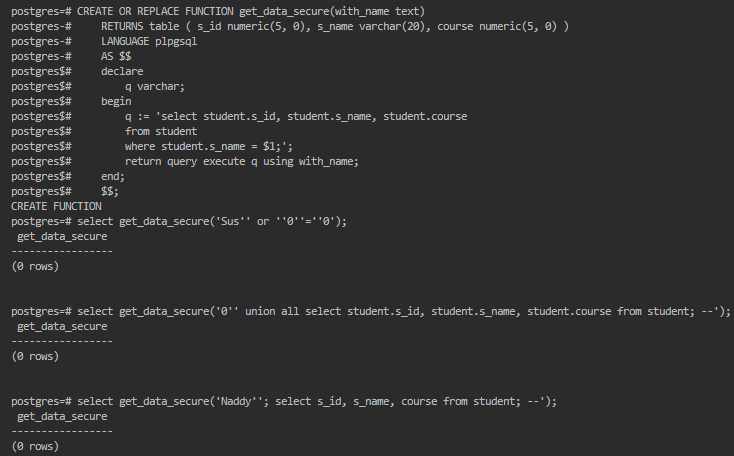 postgres=# CREATE OR REPLACE FUNCTION get_data_secure(with_name text)
postgres-#     RETURNS table ( s_id numeric(5, 0), s_name varchar(20), course numeric(5, 0) )
postgres-#     LANGUAGE plpgsql
postgres-#     AS $$
postgres$#     declare
postgres$#         q varchar;
postgres$#     begin
postgres$#         q := 'select student.s_id, student.s_name, student.course
postgres$#         from student
postgres$#         where student.s_name = $1;';
postgres$#         return query execute q using with_name;
postgres$#     end;
postgres$#     $$;
CREATE FUNCTION
postgres=# select get_data_secure('Sus'' or ''0''=''0');
 get_data_secure
-----------------
(0 rows)
postgres=# select get_data_secure('0'' union all select student.s_id, student.s_name, student.course from student; --');
 get_data_secure
-----------------
(0 rows)
postgres=# select get_data_secure('Naddy''; select s_id, s_name, course from student; --');
 get_data_secure
-----------------
(0 rows)